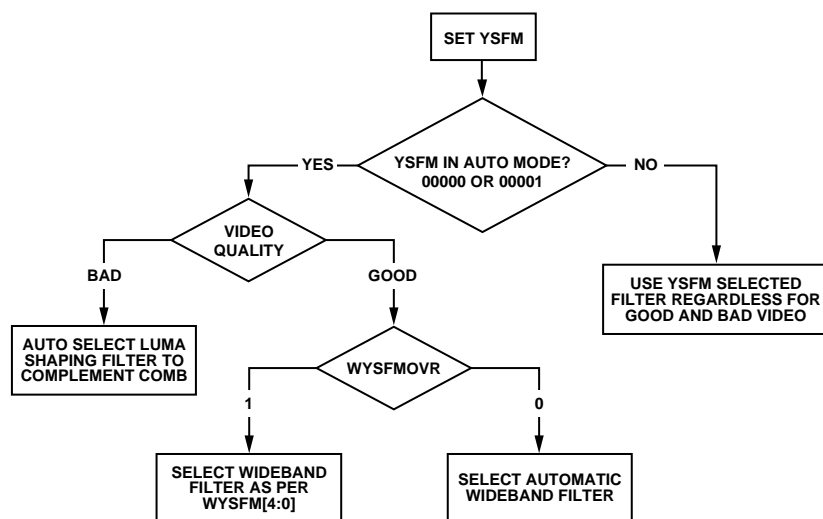 SET YSFM
YSFM IN AUTO MODE?
00000 OR 00001
YES
NO
VIDEO
QUALITY
BAD
GOOD
USE YSFM SELECTED
FILTER REGARDLESS FOR
GOOD AND BAD VIDEO
AUTO SELECT LUMA
SHAPING FILTER TO
COMPLEMENT COMB
WYSFMOVR
1
0
SELECT WIDEBAND
FILTER AS PER
WYSFM[4:0]
SELECT AUTOMATIC
WIDEBAND FILTER